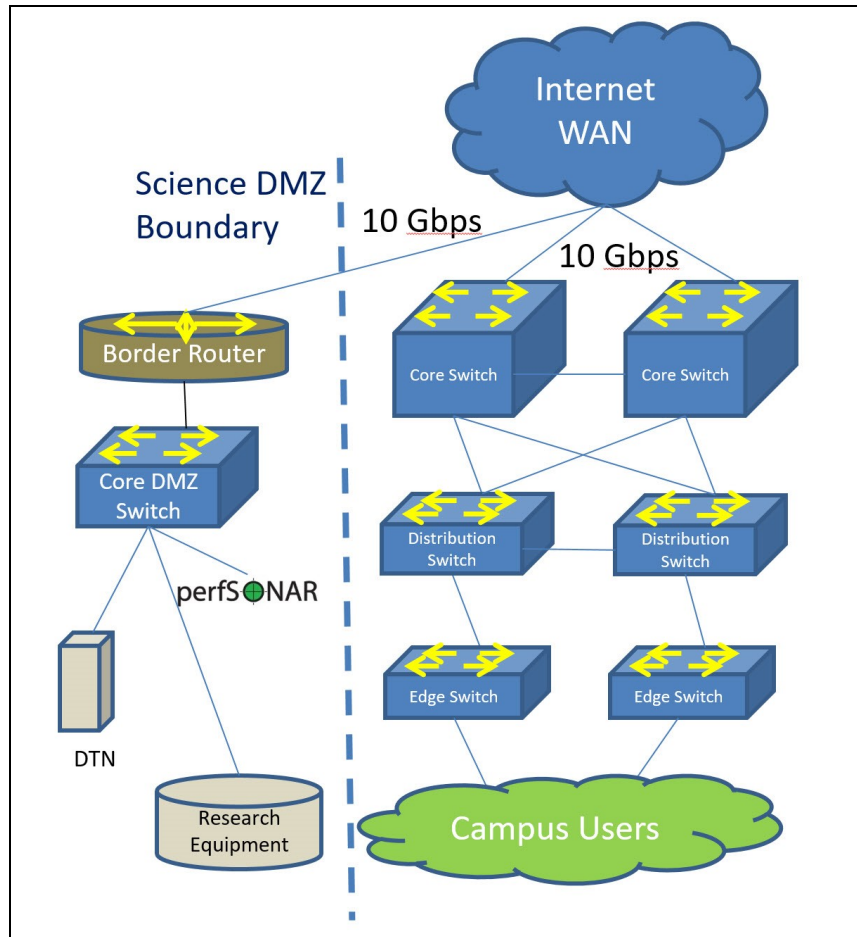 Internet
WAN
Science DMZ
Boundary
10 Gbps
10 Gbps
Border Router
Core Switch
Core Switch
Core DMZ
Switch
Distribution
Switch
Distribution
Switch
perfSONAR
Edge Switch
Edge Switch
DTN
Research
Equipment
Campus Users